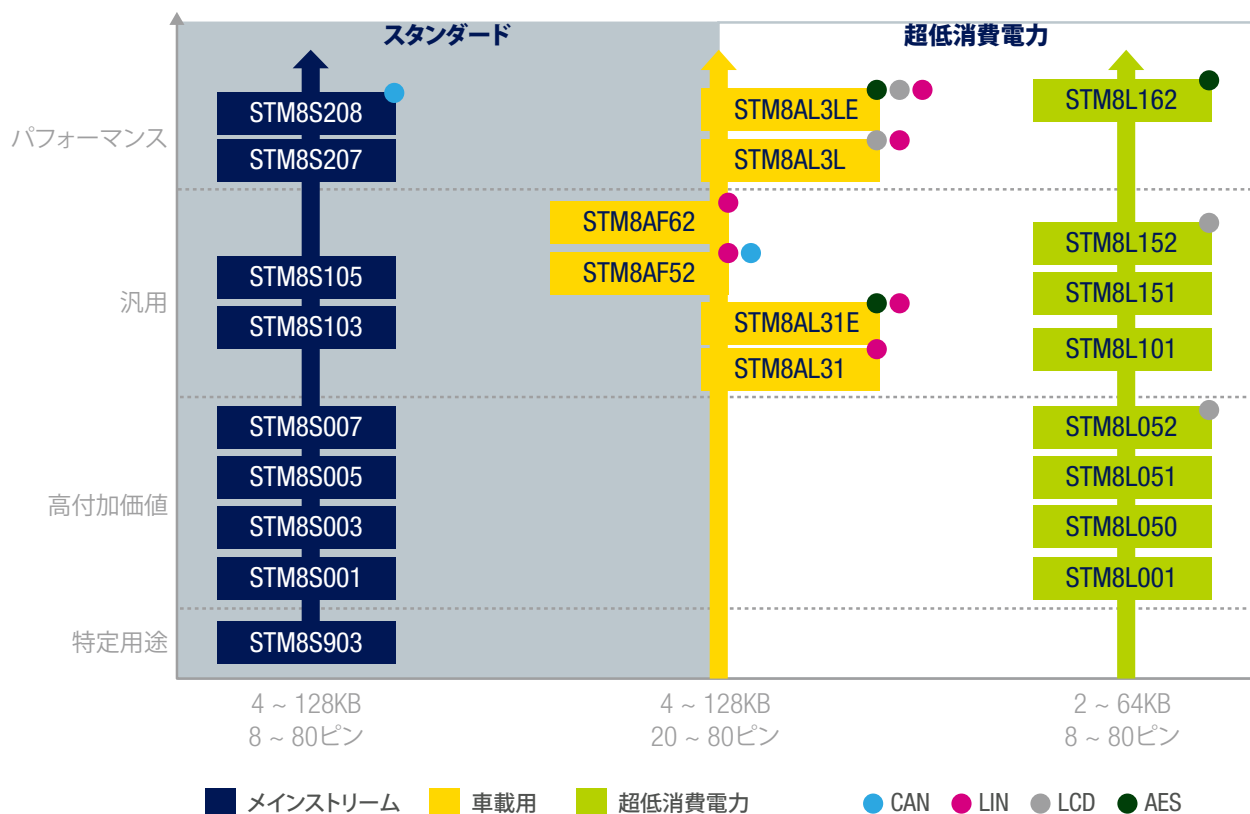 スタンダード
超低消費電力
パフォーマンス
STM8S208
STM8S207
STM8AL3LE
STM8AL3L
STM8L162
汎用
STM8S105
STM8S103
STM8AF62
STM8AF52
STM8AL31E
STM8AL31
STM8L152
STM8L151
STM8L101
高付加価値
STM8S007
STM8S005
STM8S003
STM8S001
STM8L052
STM8L051
STM8L050
STM8L001
特定用途
STM8S903
4 ~ 128KB
8 ~ 80ピン
4 ~ 128KB
20 ~ 80ピン
2 ~ 64KB
8 ~ 80ピン
メインストリーム 車載用 超低消費電力 CAN LIN LCD AES